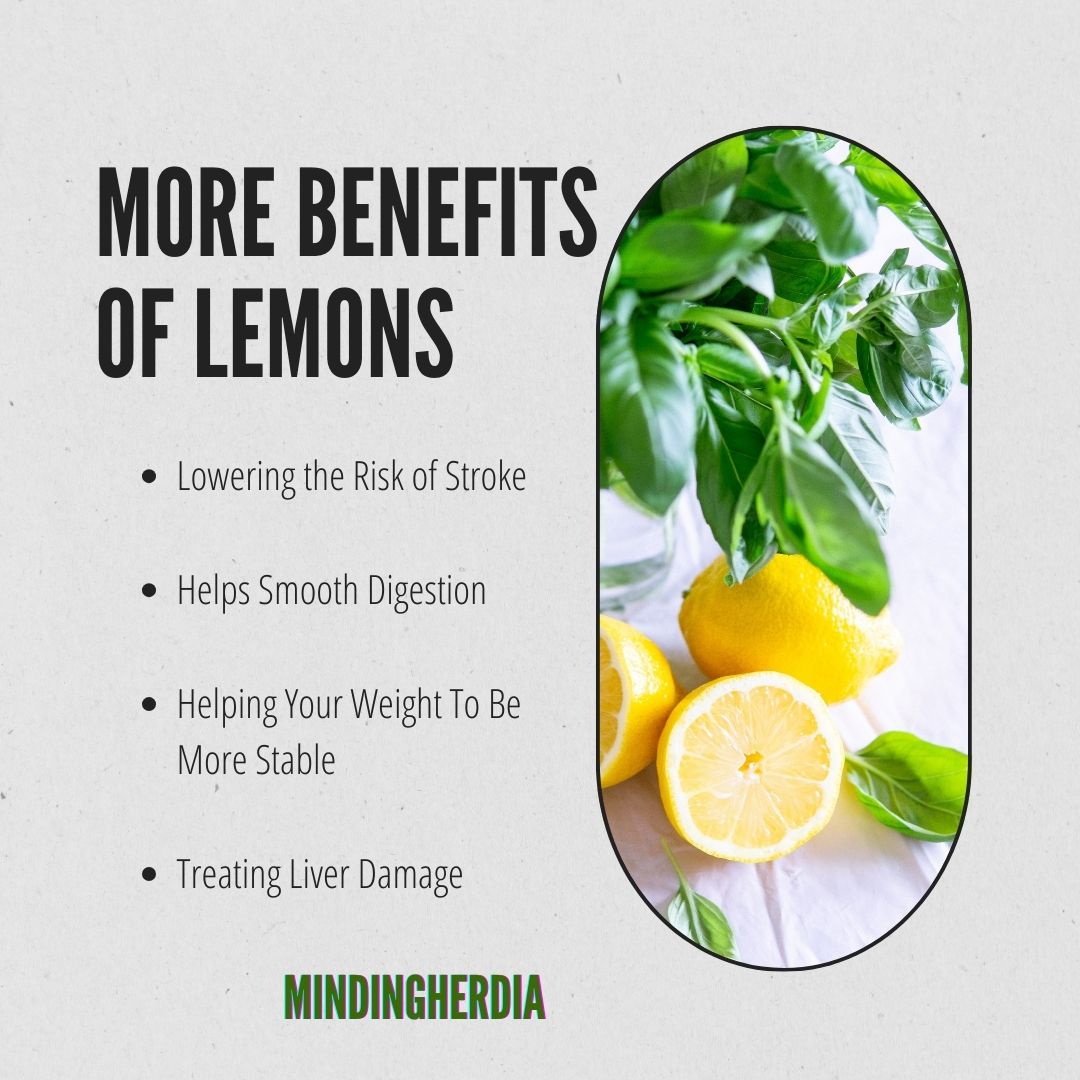 MORE BENEFITS
OF LEMONS
• Lowering the Risk of Stroke
• Helps Smooth Digestion
• Helping Your Weight To Be
More Stable
• Treating Liver Damage
MINDINGHERDIA